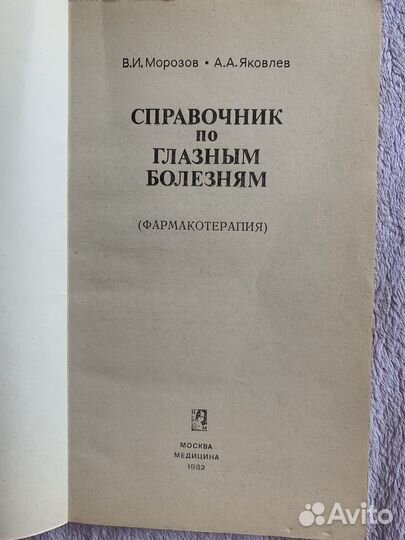 В.И. Морозов • А.А. Яковлев
СПРАВОЧНИК
ПО
ГЛАЗНЫМ
БОЛЕЗНЯМ
(ФАРМАКОТЕРАПИЯ)
МОСКВА
МЕДИЦИНА
1982
Avito